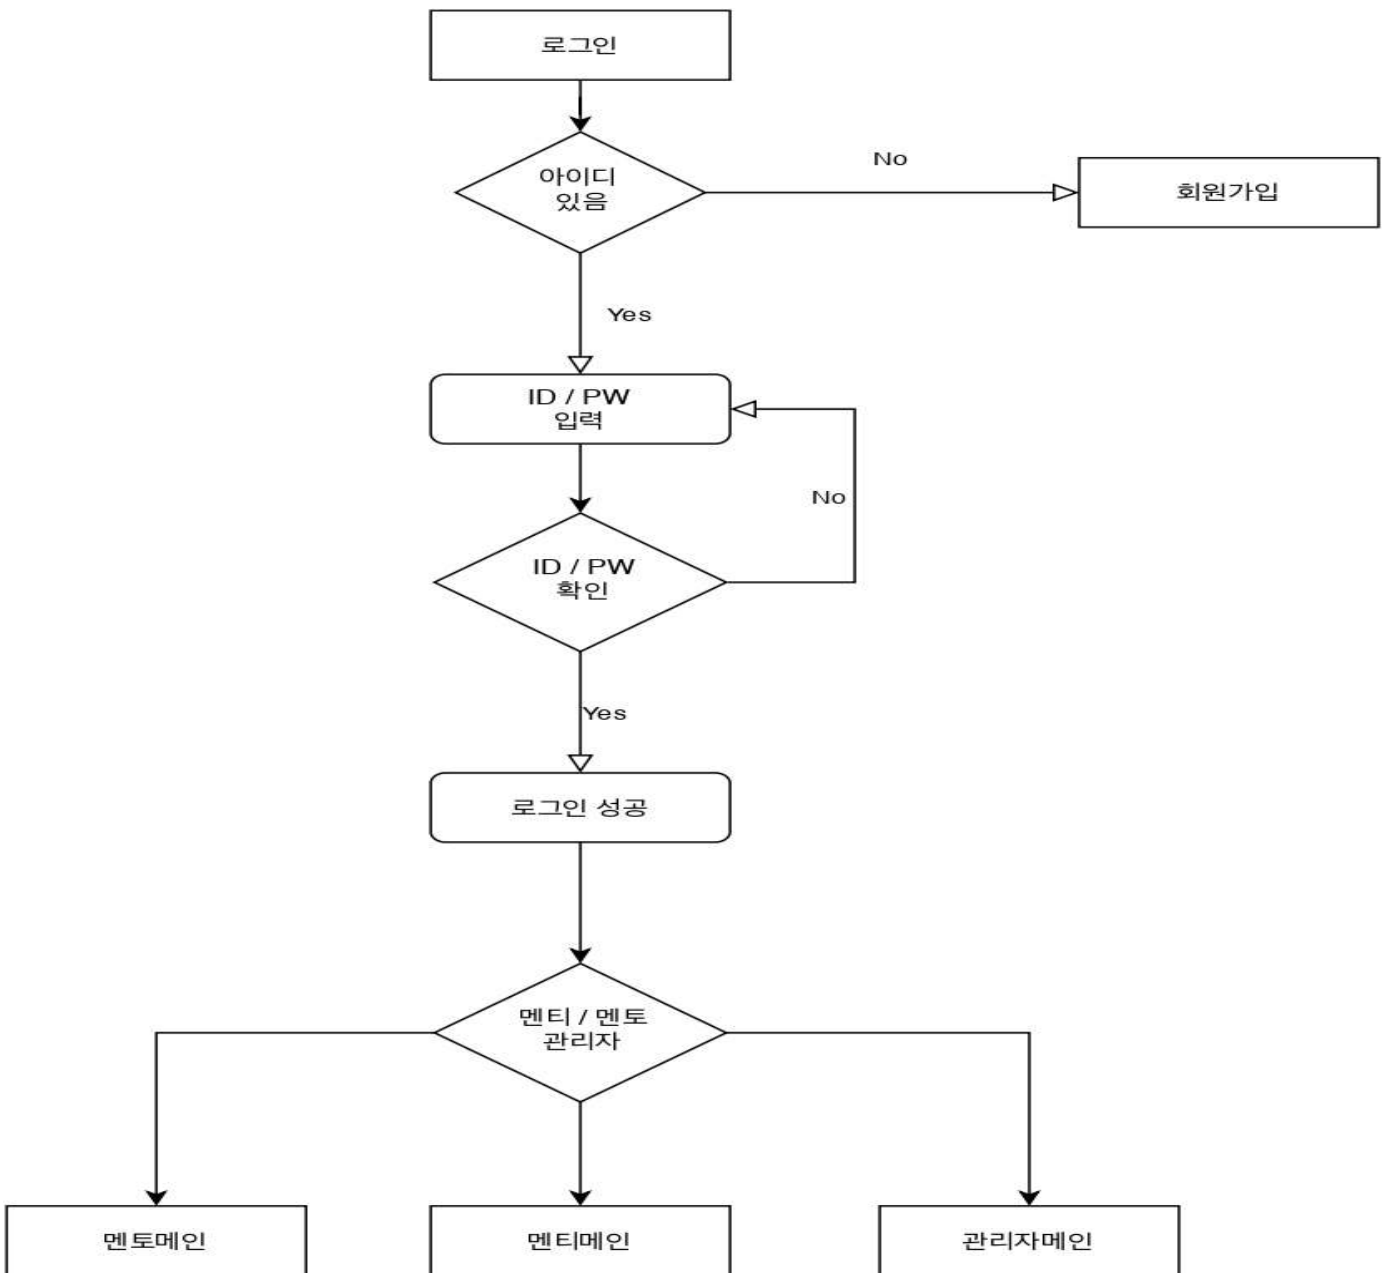 로그인
아이디
있음
No
회원가입
Yes
ID / PW
입력
No
ID / PW
확인
Yes
로그인 성공
멘티 / 멘토
관리자
멘토메인
멘티메인
관리자메인